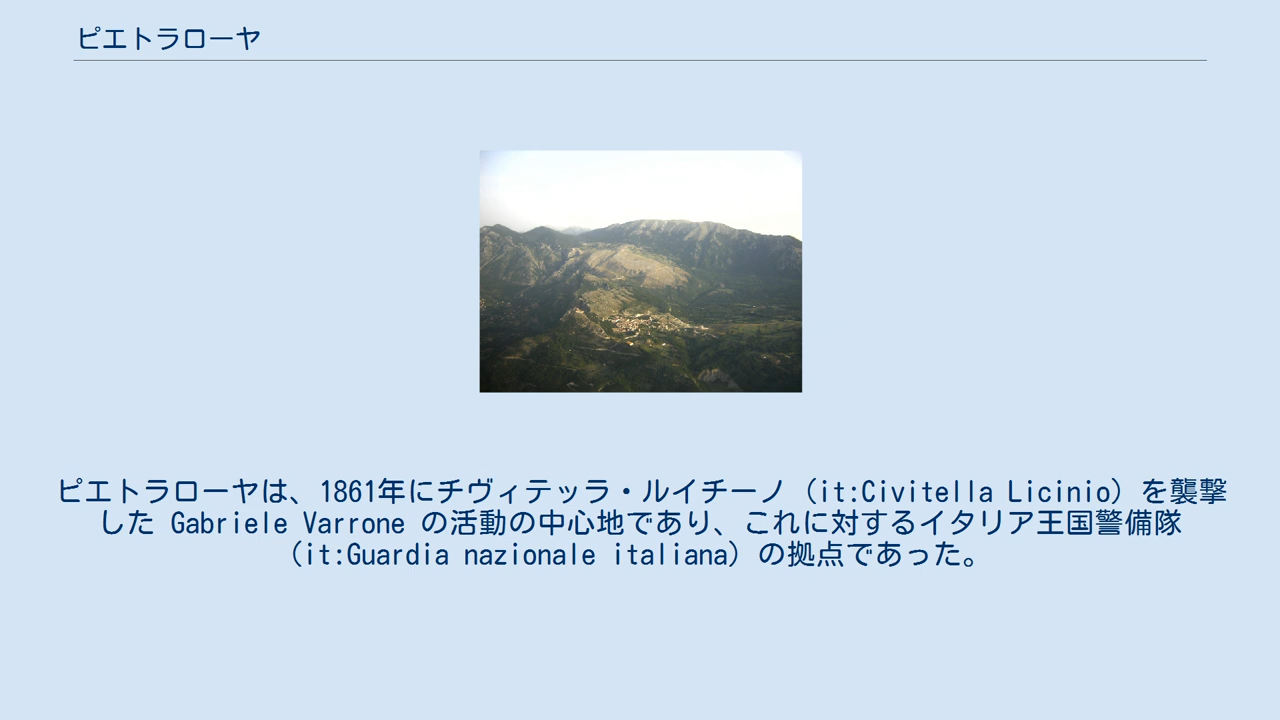 ピエトラローヤ
ピエトラローヤは、1861年にチヴィテッラ・ルイチーノ（it:Civitella Licinio）を襲撃
した Gabriele Varrone の活動の中心地であり、これに対するイタリア王国警備隊
（it:Guardia nazionale italiana）の拠点であった。